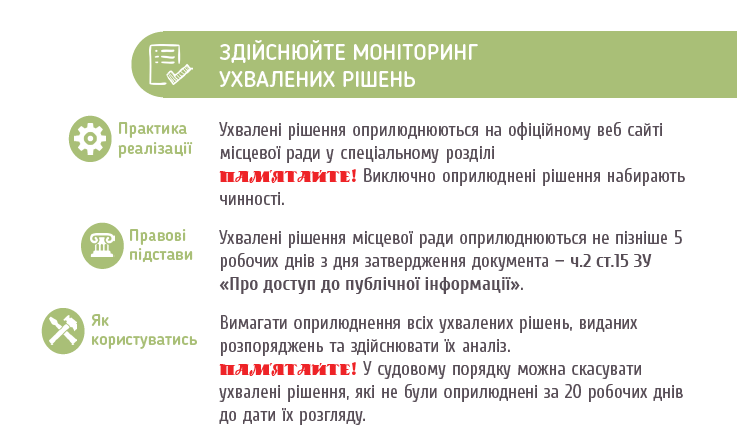 ЗДІЙСНЮЙТЕ МОНІТОРИНГ
УХВАЛЕНИХ РІШЕНЬ
Практика
реалізації
Ухвалені рішення оприлюднюються на офіційному веб сайті
місцевої ради у спеціальному розділі
ПАМ'ЯТАЙТЕ! Виключно оприлюднені рішення набирають
чинності.
Правові
підстави
Ухвалені рішення місцевої ради оприлюднюються не пізніше 5
робочих днів з дня затвердження документа – ч.2 ст.15 ЗУ
«Про доступ до публічної інформації».
Як
користуватись
Вимагати оприлюднення всіх ухвалених рішень, виданих
розпоряджень та здійснювати їх аналіз.
ПАМ'ЯТАЙТЕ! У судовому порядку можна скасувати
ухвалені рішення, які не були оприлюднені за 20 робочих днів
до дати їх розгляду.